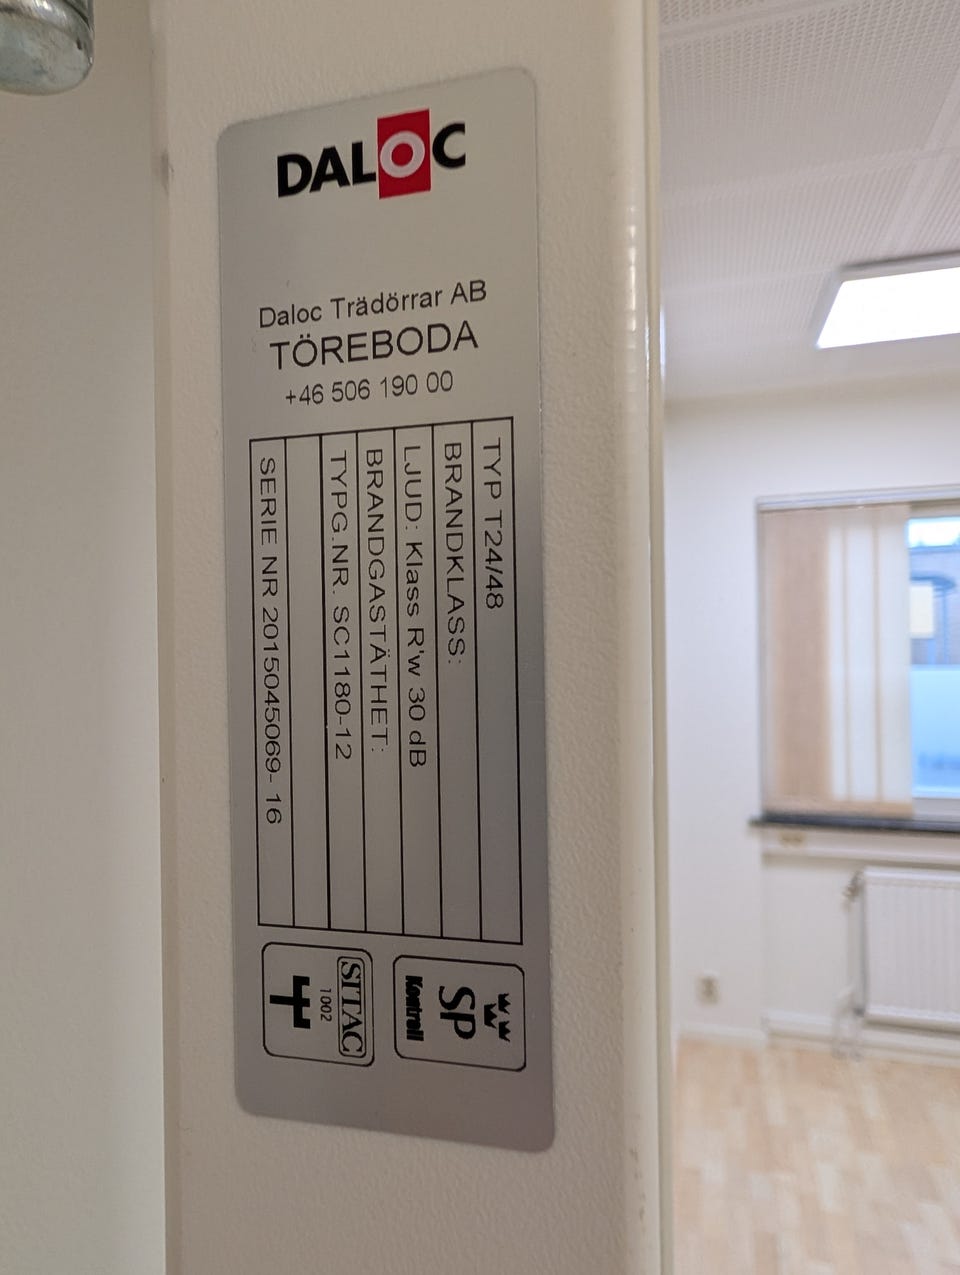 DALOC
Daloc Trädörrar AB
TÖREBODA
+46 506 190 00
TYP T24/48
BRANDKLASS:
LJUD: Klass R'w 30 dB
BRANDGASTÄTHET:
TYPG.NR. SC1180-12
SERIE NR 2015045069- 16
SP
Kontroll
SITAC
1002